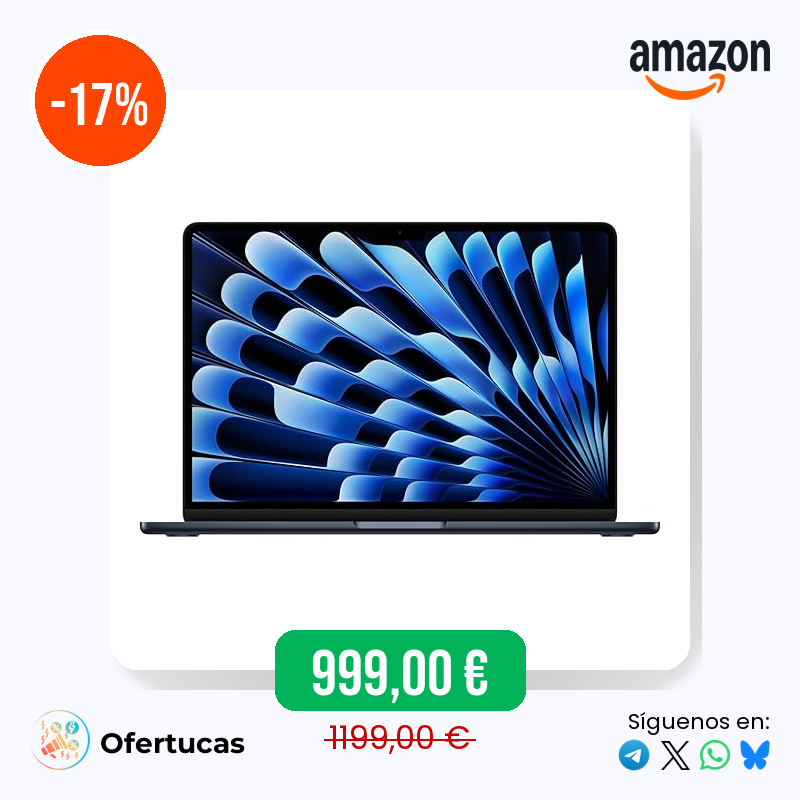 -17%
amazon
999,00 €
1199,00 €
Ofertucas
Síguenos en: